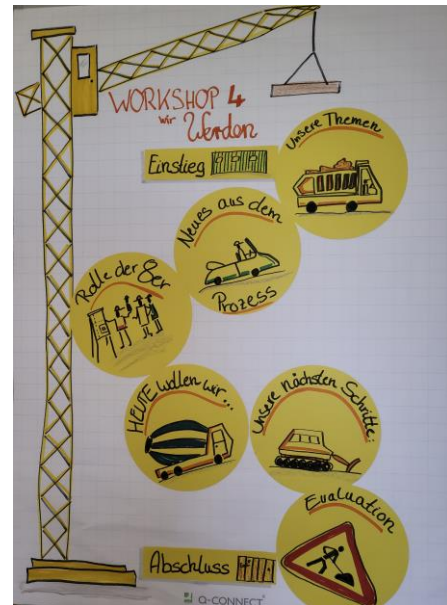 WORKSHOP 4
wir Werden
Unsere Themen
Einstieg
Neues aus dem
Prozess
Rolle der 8er
HEUTE wollen wir...
Unsere nächsten Schritte:
Evaluation
Abschluss
Q-CONNECT